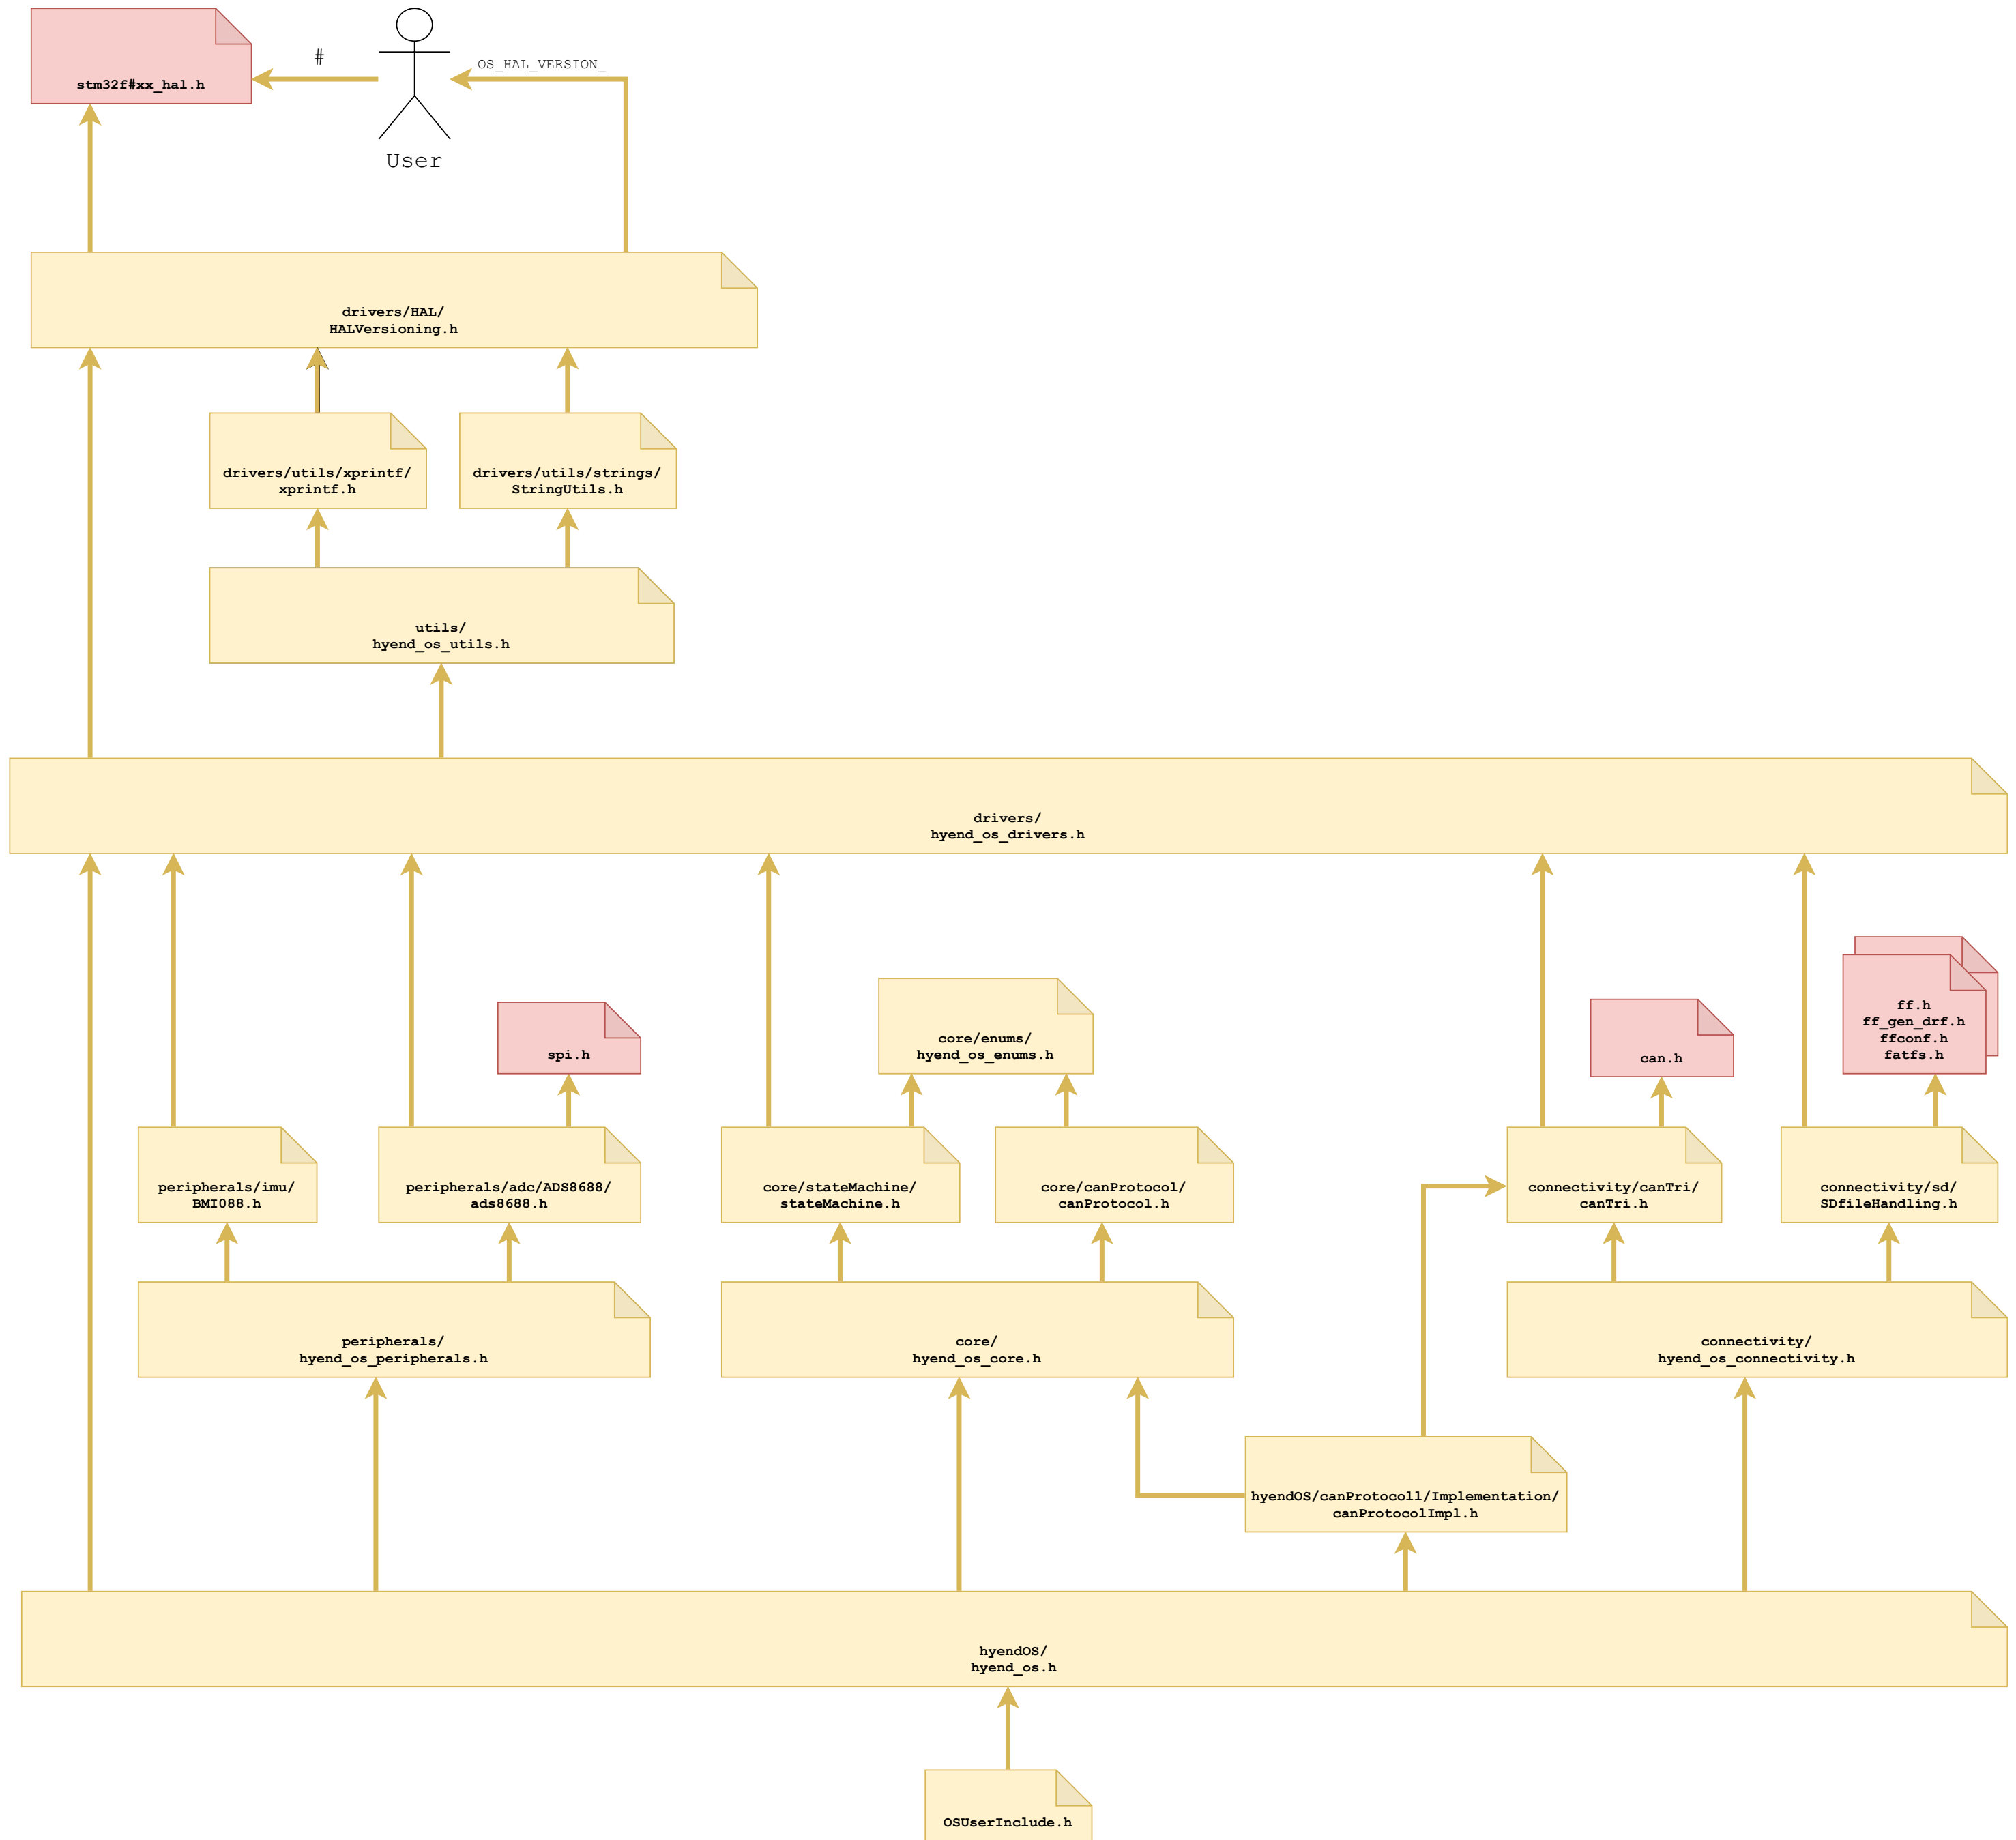 #
OS_HAL_VERSION_
stm32f#xx_hal.h
User
drivers/HAL/
HALVersioning.h
drivers/utils/xprintf/
xprintf.h
drivers/utils/strings/
StringUtils.h
utils/
hyend_os_utils.h
drivers/
hyend_os_drivers.h
spi.h
core/enums/
hyend_os_enums.h
can.h
ff.h
ff_gen_drf.h
ffconf.h
fatfs.h
peripherals/imu/
BMI088.h
peripherals/adc/ADS8688/
ads8688.h
core/stateMachine/
stateMachine.h
core/canProtocol/
canProtocol.h
connectivity/canTri/
canTri.h
connectivity/sd/
SDfileHandling.h
peripherals/
hyend_os_peripherals.h
core/
hyend_os_core.h
connectivity/
hyend_os_connectivity.h
hyendOS/canProtocoll/Implementation/
canProtocolImpl.h
hyendOS/
hyend_os.h
OSUserInclude.h